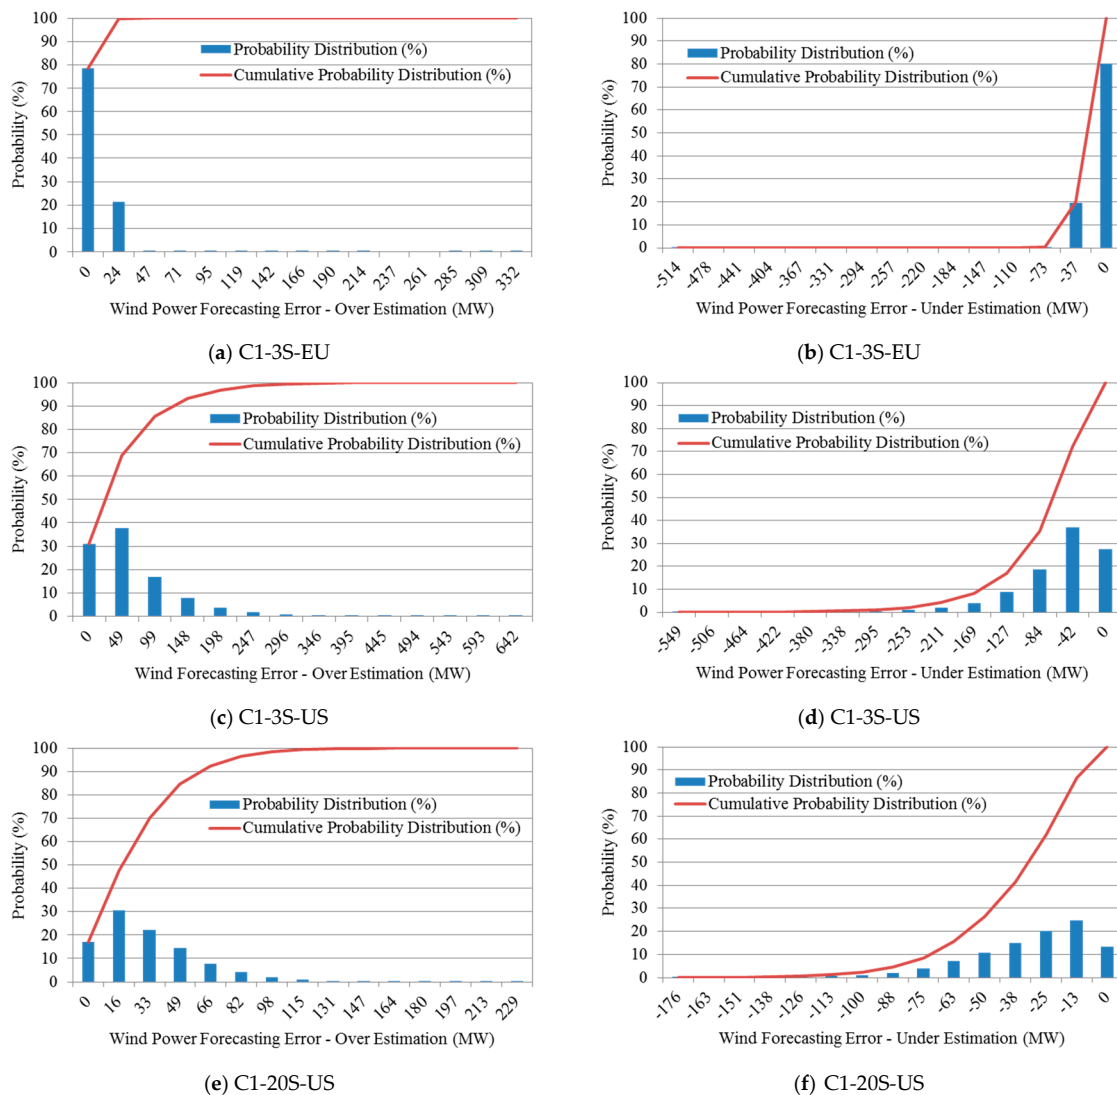 100
90
80
70
60
50
40
30
20
10
0
Probability (%)
Probability Distribution (%)
Cumulative Probability Distribution (%)
0 24 47 71 95 119 142 166 190 214 237 261 285 309 332
Wind Power Forecasting Error - Over Estimation (MW)
(a) C1-3S-EU
100
90
80
70
60
50
40
30
20
10
0
Probability (%)
Probability Distribution (%)
Cumulative Probability Distribution (%)
-514 -478 -441 -404 -367 -331 -294 -257 -220 -184 -147 -110 -73 -37 0
Wind Power Forecasting Error - Under Estimation (MW)
(b) C1-3S-EU
100
90
80
70
60
50
40
30
20
10
0
Probability (%)
Probability Distribution (%)
Cumulative Probability Distribution (%)
0 49 99 148 198 247 296 346 395 445 494 543 593 642
Wind Forecasting Error - Over Estimation (MW)
(c) C1-3S-US
100
90
80
70
60
50
40
30
20
10
0
Probability (%)
Probability Distribution (%)
Cumulative Probability Distribution (%)
-549 -506 -464 -422 -380 -338 -295 -253 -211 -169 -127 -84 -42 0
Wind Power Forecasting Error - Under Estimation (MW)
(d) C1-3S-US
100
90
80
70
60
50
40
30
20
10
0
Probability (%)
Probability Distribution (%)
Cumulative Probability Distribution (%)
0 16 33 49 66 82 98 115 131 147 164 180 197 213 229
Wind Power Forecasting Error - Over Estimation (MW)
(e) C1-20S-US
100
90
80
70
60
50
40
30
20
10
0
Probability (%)
Probability Distribution (%)
Cumulative Probability Distribution (%)
-176 -163 -151 -138 -126 -113 -100 -88 -75 -63 -50 -38 -25 -13 0
Wind Forecasting Error - Under Estimation (MW)
(f) C1-20S-US